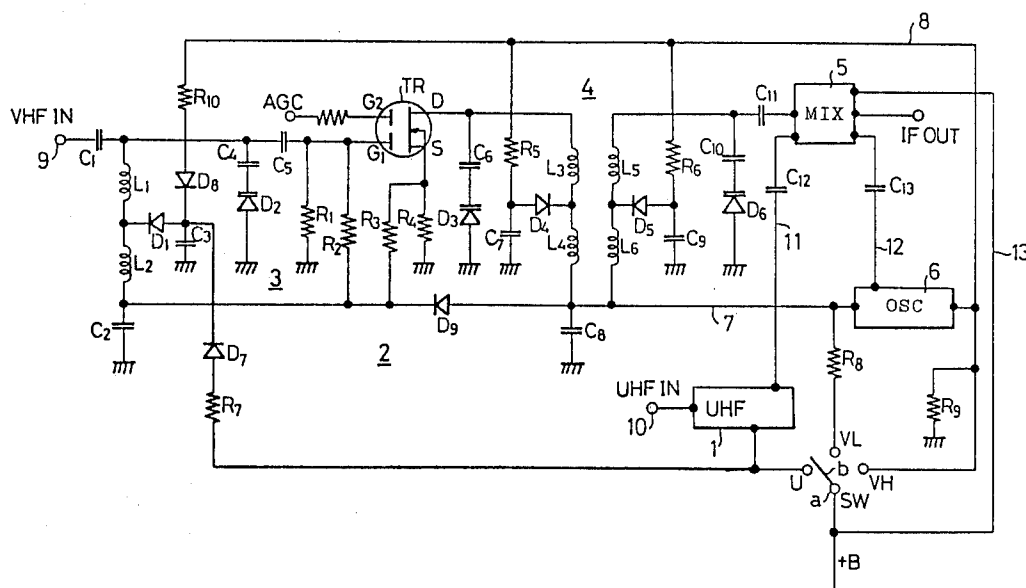 8
4
5
VHF IN
9
C1
R10
AGC
G2
TR
D
G1
S
C4
C5
C6
R5
L3
L5
R6
C10
C11
MIX
IF OUT
C12
C13
L1
D8
D1
C3
D2
R1
R2
R3
R4
D3
C7
D4
L4
D5
L6
C9
D6
11
12
13
L2
3
6
OSC
C2
D7
2
D9
C8
7
R8
R7
UHF IN
10
UHF
1
R9
VL
U
b
VH
a
SW
+B